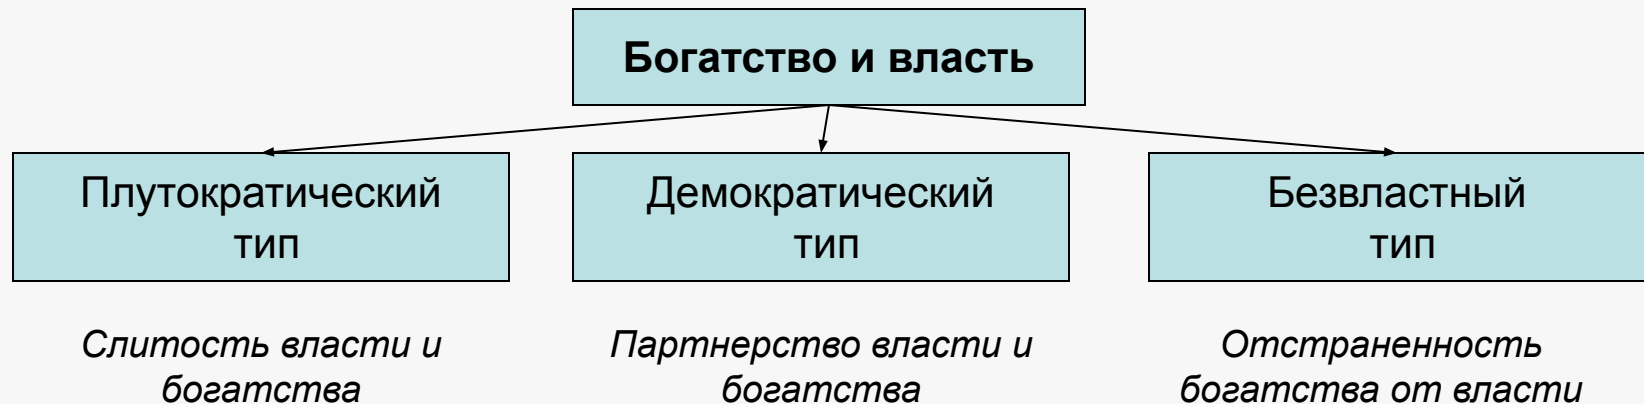 Богатство и власть
Плутократический
тип
Демократический
тип
Безвластный
тип
Слитость власти и
богатства
Партнерство власти и
богатства
Отстраненность
богатства от власти